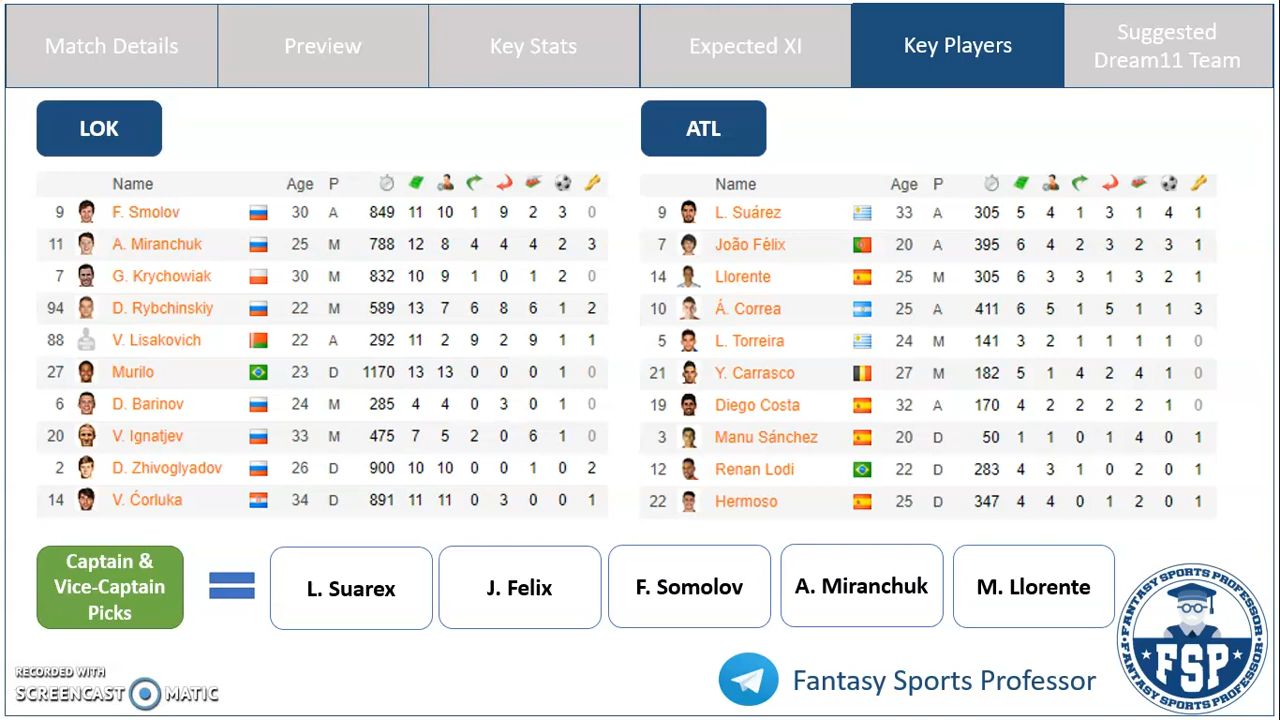 Match Details
Preview
Key Stats
Expected XI
Key Players
Suggested
Dream11 Team
LOK
Name Age P
9 F. Smolov 30 A 849 11 10 1 9 2 3 0
11 A. Miranchuk 25 M 788 12 8 4 4 4 2 3
7 G. Krychowiak 30 M 832 10 9 1 0 1 2 0
94 D. Rybchinskiy 22 M 589 13 7 6 8 6 1 2
88 V. Lisakovich 22 A 292 11 2 9 2 9 1 1
27 Murilo 23 D 1170 13 13 0 0 0 1 0
6 D. Barinov 24 M 285 4 4 0 3 0 1 0
20 V. Ignatjev 33 M 475 7 5 2 0 6 1 0
2 D. Zhivoglyadov 26 D 900 10 10 0 0 1 0 2
14 V. Ćorluka 34 D 891 11 11 0 3 0 0 1
ATL
Name Age P
9 L. Suárez 33 A 305 5 4 1 3 1 4 1
7 João Félix 20 A 395 6 4 2 3 2 3 1
14 Llorente 25 M 305 6 3 3 1 3 2 1
10 Á. Correa 25 A 411 6 5 1 5 1 1 3
5 L. Torreira 24 M 141 3 2 1 1 1 1 0
21 Y. Carrasco 27 M 182 5 1 4 2 4 1 0
19 Diego Costa 32 A 170 4 2 2 2 2 1 0
3 Manu Sánchez 20 D 50 1 1 0 1 4 0 1
12 Renan Lodi 22 D 283 4 3 1 0 2 0 1
22 Hermoso 25 D 347 4 4 0 1 2 0 1
Captain &
Vice-Captain
Picks
L. Suarex
J. Felix
F. Somolov
A. Miranchuk
M. Llorente
RECORDED WITH
SCREENCAST MATIC
Fantasy Sports Professor
FANTASY SPORTS PROFESSOR
FSP
FANTASY SPORTS PROFESSOR